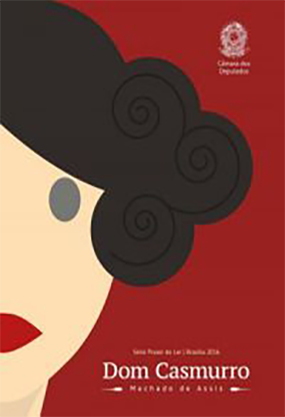 Câmara dos
Deputados
Série Prazer de Ler | Brasília 2016
Dom Casmurro
Machado de Assis